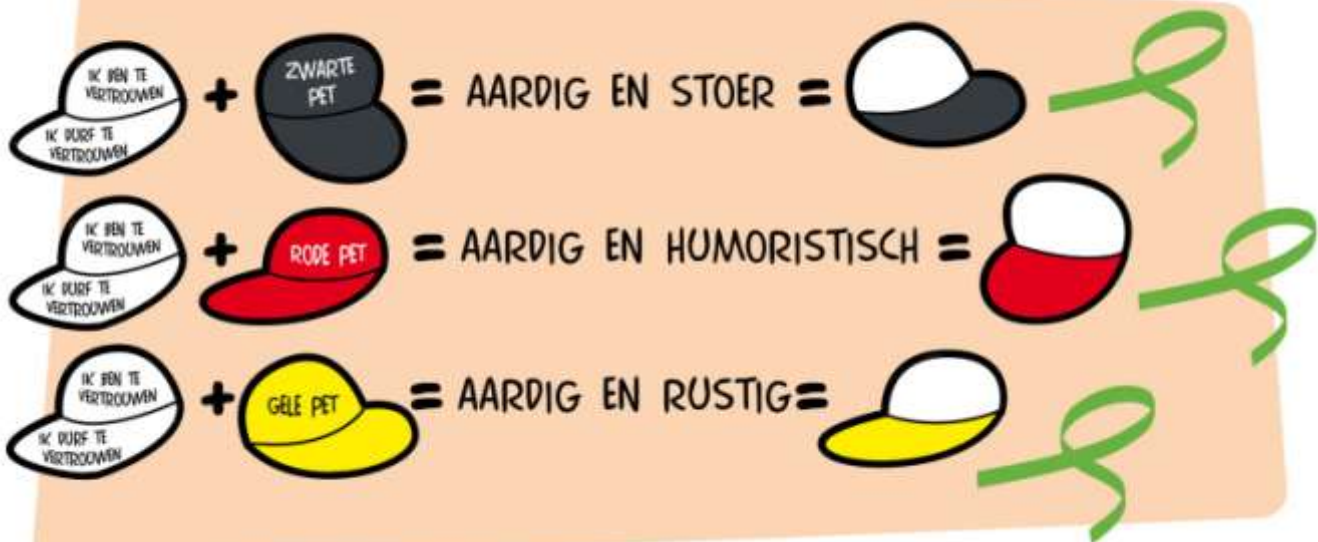 IK BEN TE
VERTROUWEN
IK DURF TE
VERTROUWEN
+
ZWARTE
PET
= AARDIG EN STOER =
IK BEN TE
VERTROUWEN
IK DURF TE
VERTROUWEN
+
RODE PET
= AARDIG EN HUMORISTISCH =
IK BEN TE
VERTROUWEN
IK DURF TE
VERTROUWEN
+
GELE PET
= AARDIG EN RUSTIG=